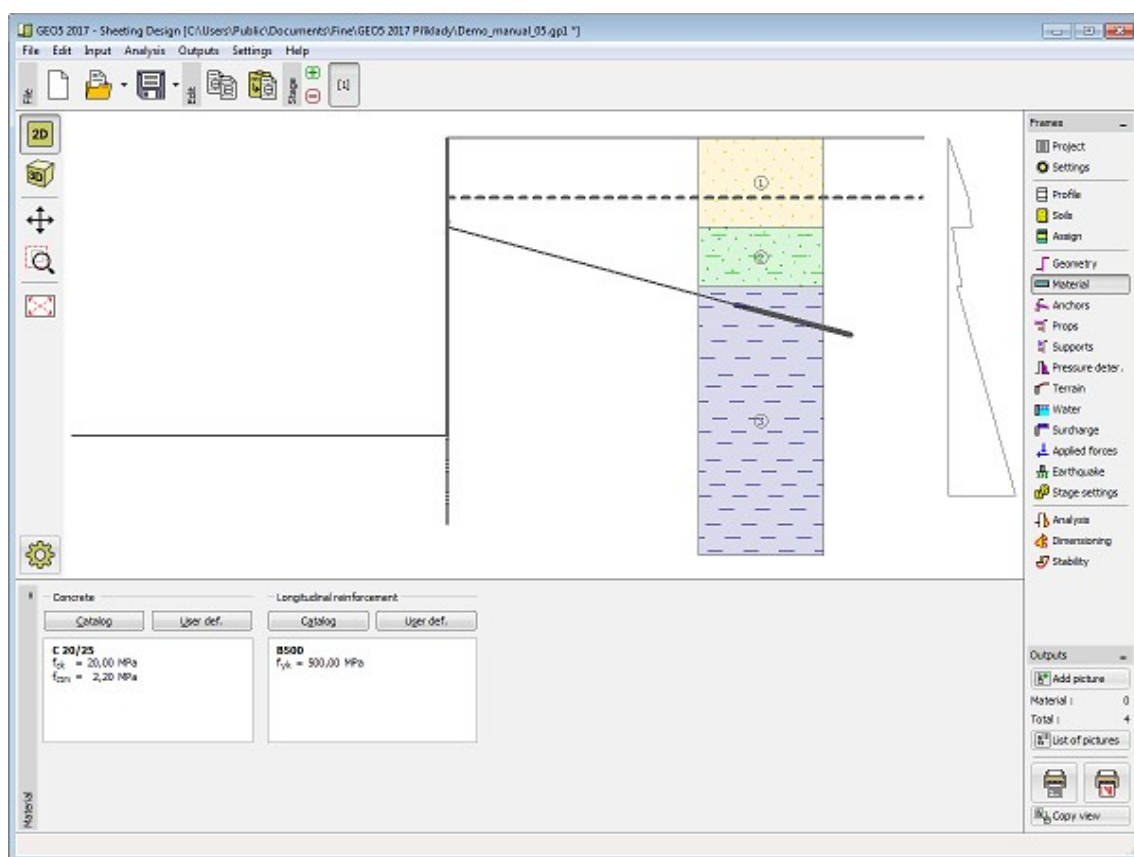 GEO5 2017 - Sheeting Design [C:\Users\Public\Documents\Fine\GEO5 2017 Příklady\Demo_manual_05.gp1 *]
File Edit Input Analysis Outputs Settings Help
File
Edit
Stage
[1]
2D
3D
1
2
3
Frames
Project
Settings
Profile
Soils
Assign
Geometry
Material
Anchors
Props
Supports
Pressure deter.
Terrain
Water
Surcharge
Applied forces
Earthquake
Stage settings
Analysis
Dimensioning
Stability
Material
Concrete
Catalog User def.
C 20/25
fck = 20,00 MPa
fctm = 2,20 MPa
Longitudinal reinforcement
Catalog User def.
B500
fyk = 500,00 MPa
Outputs
Add picture
Material : 0
Total : 4
List of pictures
Copy view